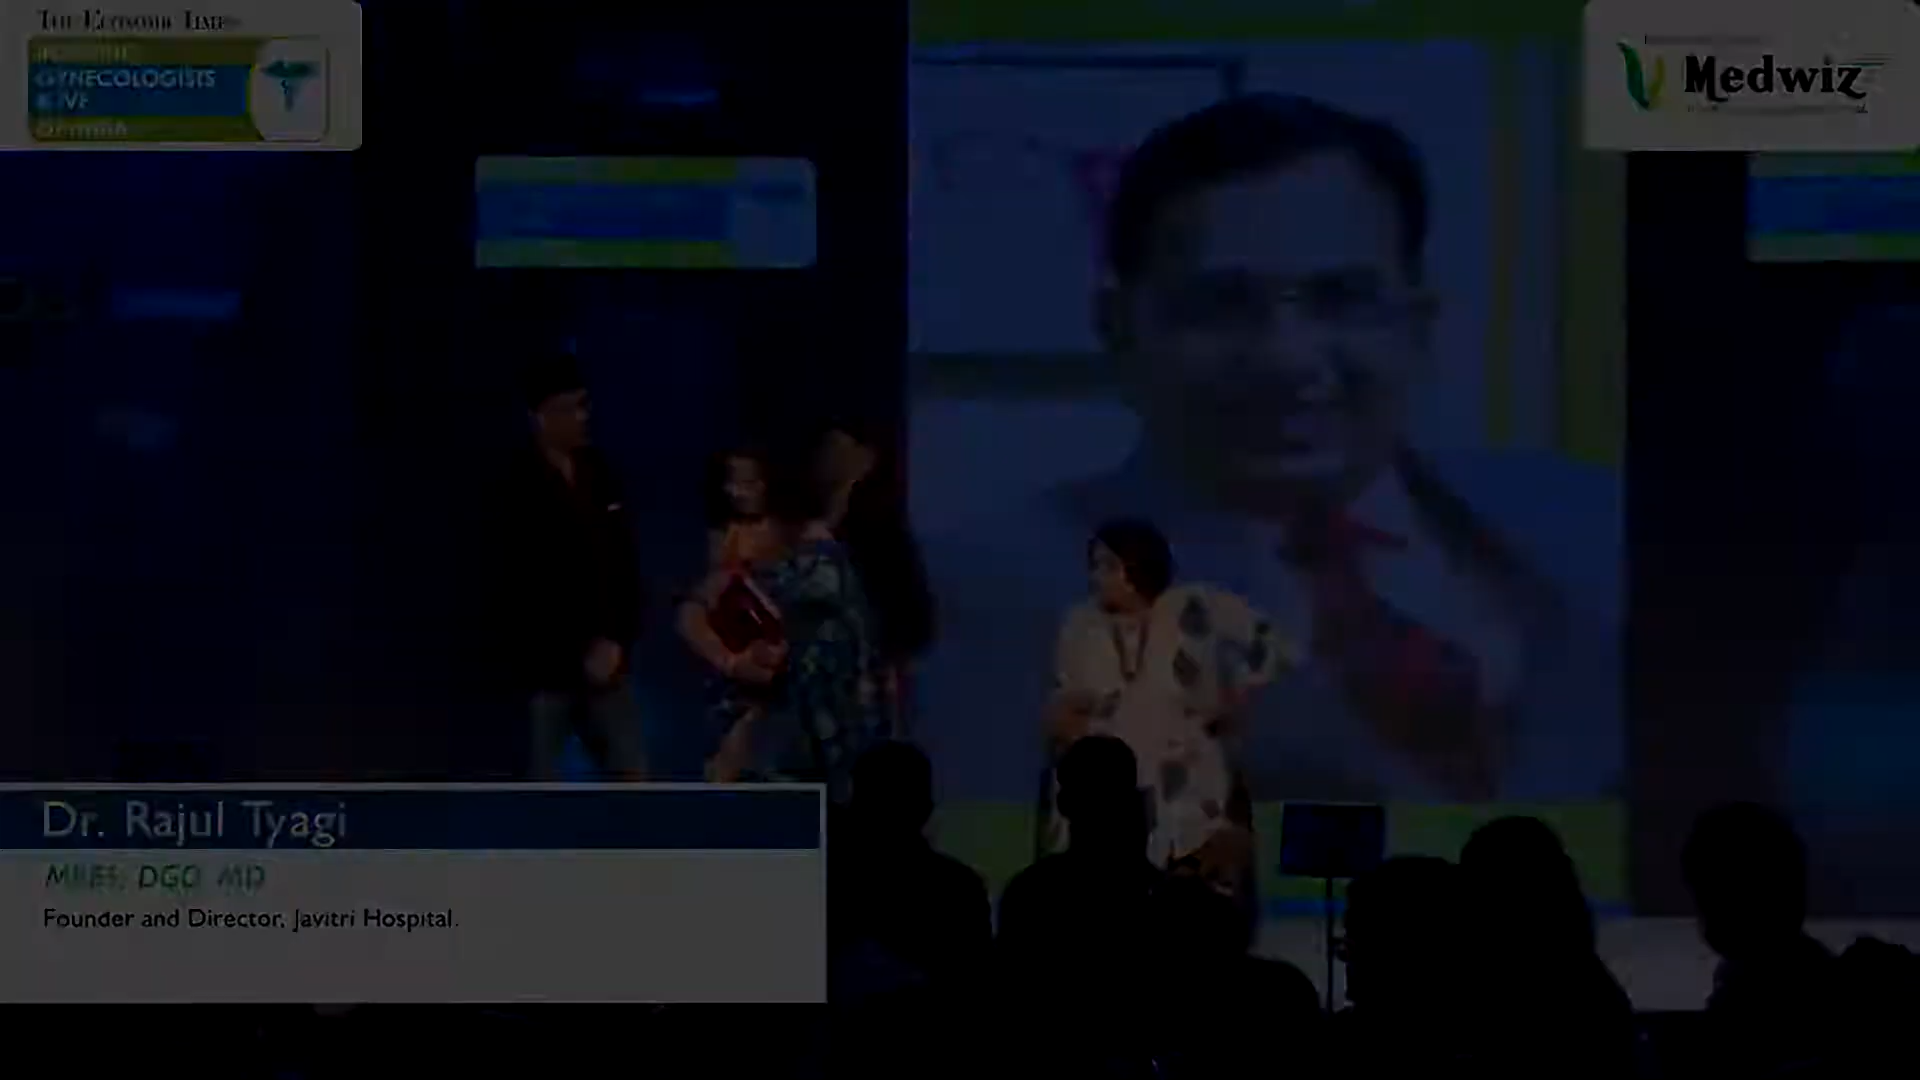 THE ECONOMIC TIMES
GYNECOLOGISTS
& IVF
Medwiz
Dr. Rajul Tyagi
MBBS, DGO, MD
Founder and Director, Javitri Hospital.